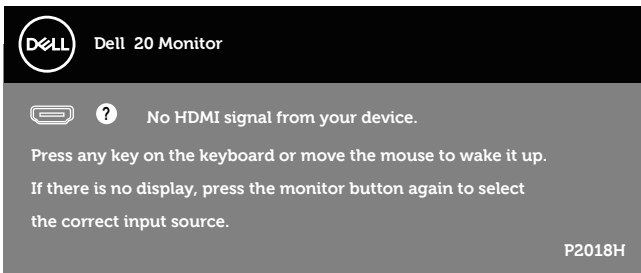 DELL
Dell 20 Monitor
? No HDMI signal from your device.
Press any key on the keyboard or move the mouse to wake it up.
If there is no display, press the monitor button again to select
the correct input source.
P2018H